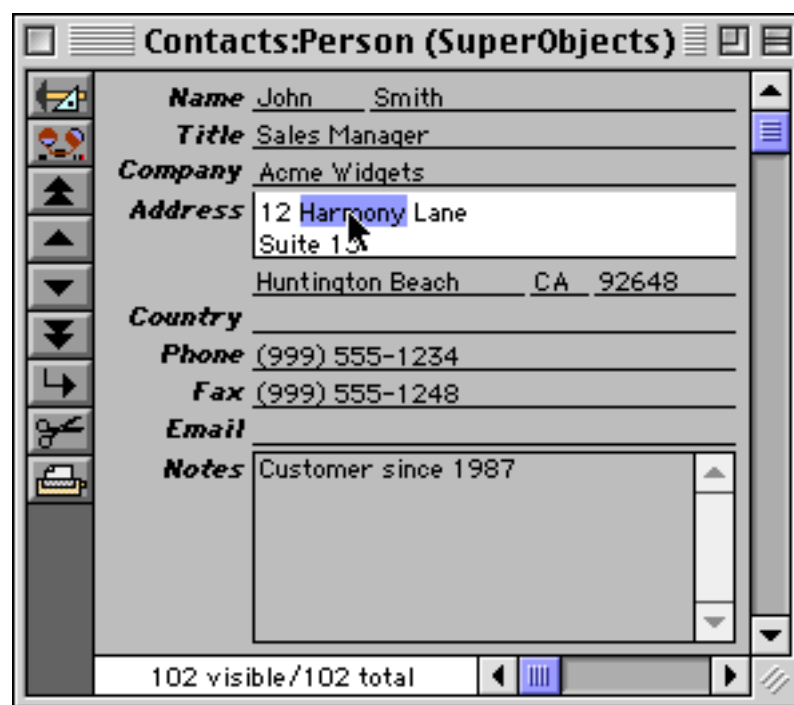 Contacts:Person (SuperObjects)
Name John Smith
Title Sales Manager
Company Acme Widgets
Address 12 Harmony Lane
Suite
Huntington Beach CA 92648
Country
Phone (999) 555-1234
Fax (999) 555-1248
Email
Notes Customer since 1987
102 visible/102 total